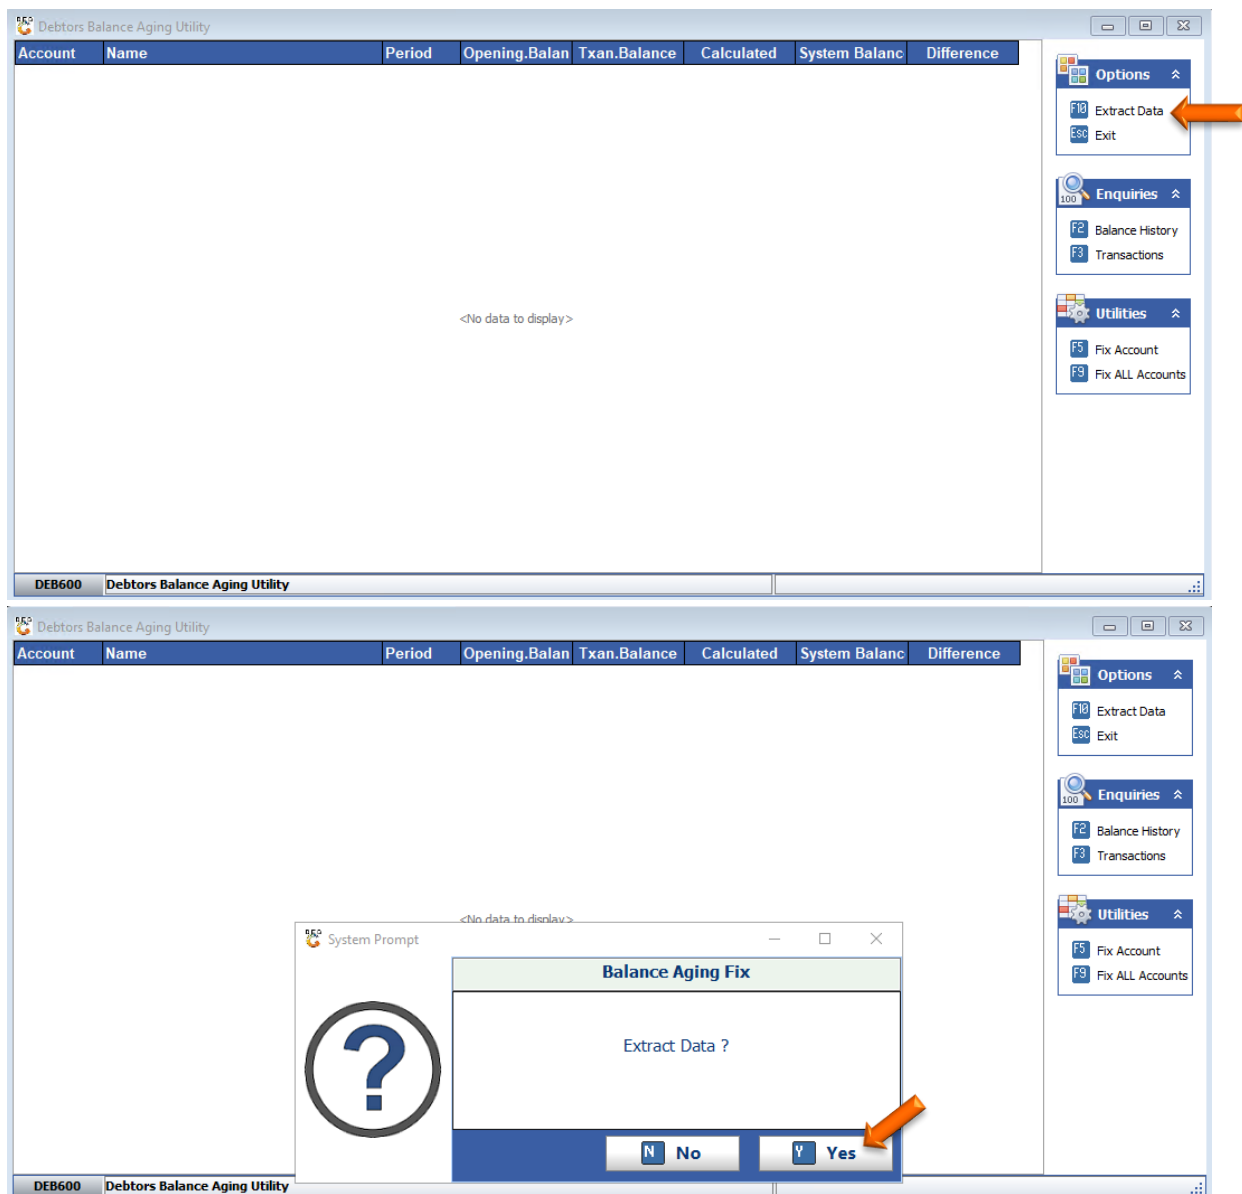 Debtors Balance Aging Utility
Account Name Period Opening.Balan Txan.Balance Calculated System Balanc Difference
Options
F10 Extract Data
Esc Exit
100 Enquiries
F2 Balance History
F3 Transactions
<No data to display>
Utilities
F5 Fix Account
F9 Fix ALL Accounts
DEB600 Debtors Balance Aging Utility
Debtors Balance Aging Utility
Account Name Period Opening.Balan Txan.Balance Calculated System Balanc Difference
Options
F10 Extract Data
Esc Exit
100 Enquiries
F2 Balance History
F3 Transactions
<No data to display>
Utilities
F5 Fix Account
F9 Fix ALL Accounts
System Prompt
Balance Aging Fix
Extract Data ?
N No
Y Yes
DEB600 Debtors Balance Aging Utility